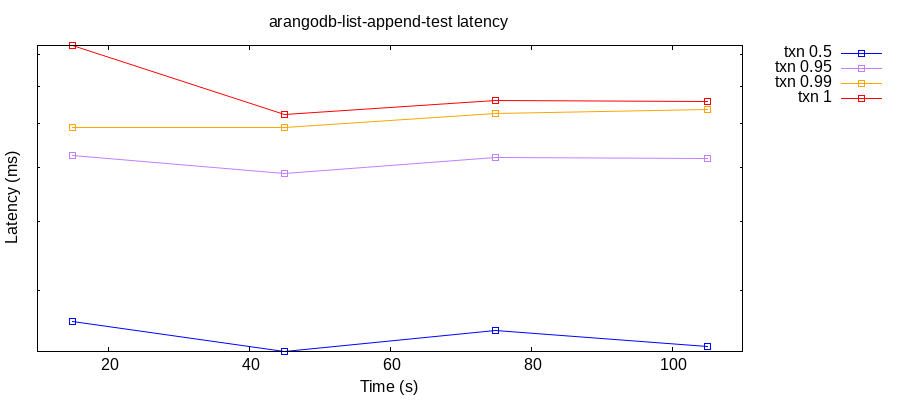 arangodb-list-append-test latency
txn 0.5
txn 0.95
txn 0.99
txn 1
Latency (ms)
20 40 60 80 100
Time (s)